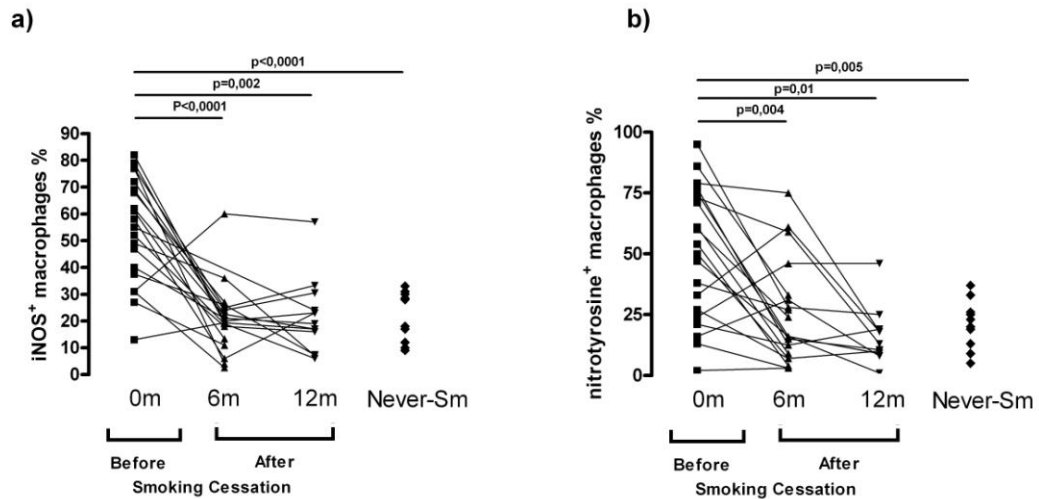 a)
p<0,0001
p=0,002
P<0,0001
iNOS+ macrophages %
90
80
70
60
50
40
30
20
10
0
0m 6m 12m Never-Sm
Before After
Smoking Cessation
b)
p=0,005
p=0,01
p=0,004
nitrotyrosine+ macrophages %
100
75
50
25
0
0m 6m 12m Never-Sm
Before After
Smoking Cessation